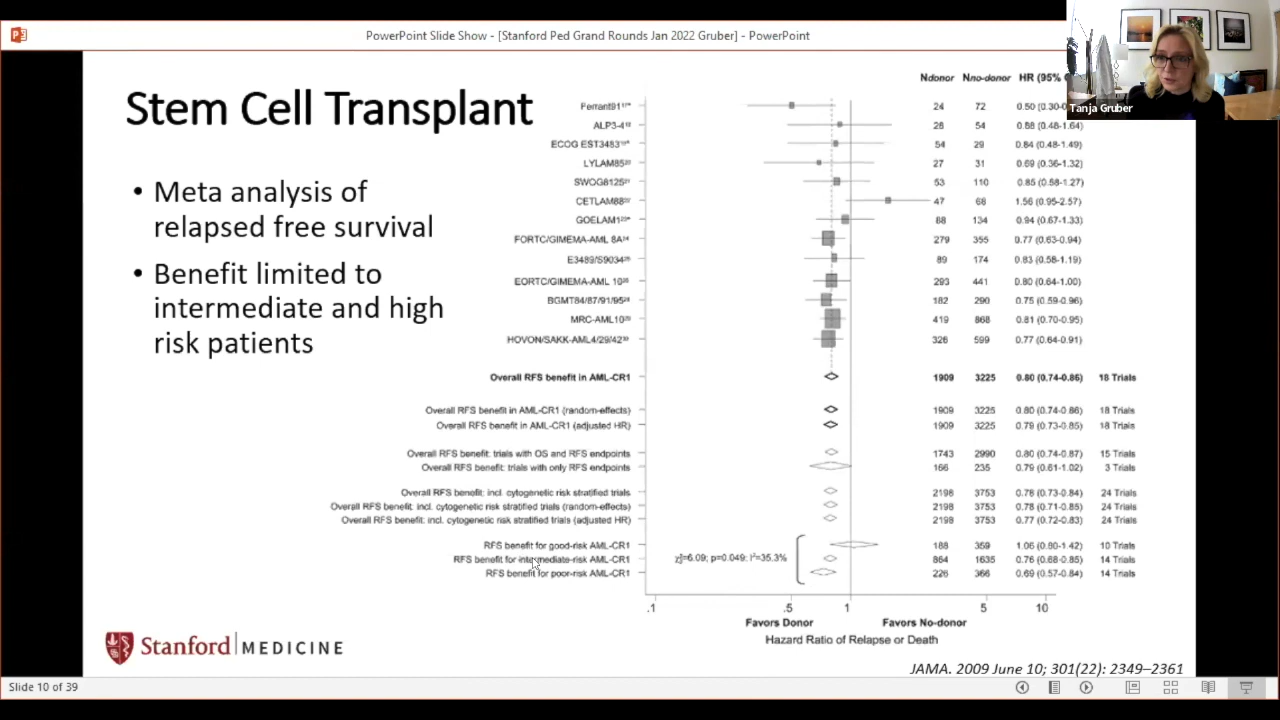 PowerPoint Slide Show - [Stanford Ped Grand Rounds Jan 2022 Gruber] - PowerPoint
Tanja Gruber
Stem Cell Transplant
• Meta analysis of
relapsed free survival
• Benefit limited to
intermediate and high
risk patients
Ndonor Nno-donor HR (95%
24 72
ALP3-4 28 54 0.88 (0.48-1.64)
ECOG EST3483 54 29 0.84 (0.48-1.49)
LYLAM85 27 31 0.69 (0.36-1.32)
SWOG8125 53 110 0.85 (0.58-1.27)
CETLAM88 47 68 1.56 (0.95-2.57)
GOELAM1 88 134 0.94 (0.67-1.33)
FORTC/GIMEMA-AML 8A 279 355 0.77 (0.63-0.94)
E3489/S9034 89 174 0.83 (0.58-1.19)
EORTC/GIMEMA-AML 10 293 441 0.80 (0.64-1.00)
BGMT84/87/91/95 182 290 0.75 (0.59-0.96)
MRC-AML10 419 868 0.81 (0.70-0.95)
HOVON/SAKK-AML4/29/42 326 599 0.77 (0.64-0.91)
Overall RFS benefit in AML-CR1 1909 3225 0.80 (0.74-0.86) 18 Trials
Overall RFS benefit in AML-CR1 (random-effects) 1909 3225 0.80 (0.74-0.86) 18 Trials
Overall RFS benefit in AML-CR1 (adjusted HR) 1909 3225 0.79 (0.73-0.85) 18 Trials
Overall RFS benefit: trials with OS and RFS endpoints 1743 2990 0.80 (0.74-0.87) 15 Trials
Overall RFS benefit: trials with only RFS endpoints 166 235 0.79 (0.61-1.02) 3 Trials
Overall RFS benefit: incl. cytogenetic risk stratified trials 2198 3753 0.78 (0.73-0.84) 24 Trials
Overall RFS benefit: incl. cytogenetic risk stratified trials (random-effects) 2198 3753 0.78 (0.71-0.85) 24 Trials
Overall RFS benefit: incl. cytogenetic risk stratified trials (adjusted HR) 2198 3753 0.77 (0.72-0.83) 24 Trials
RFS benefit for good-risk AML-CR1 188 359 1.06 (0.80-1.42) 10 Trials
RFS benefit for intermediate-risk AML-CR1 864 1635 0.76 (0.68-0.85) 14 Trials
RFS benefit for poor-risk AML-CR1 226 366 0.69 (0.57-0.84) 14 Trials
=6.09; p=0.049; I²=35.3%
.1 .5 1 5 10
Favors Donor Favors No-donor
Hazard Ratio of Relapse or Death
Stanford MEDICINE
JAMA. 2009 June 10; 301(22): 2349–2361
Slide 10 of 39